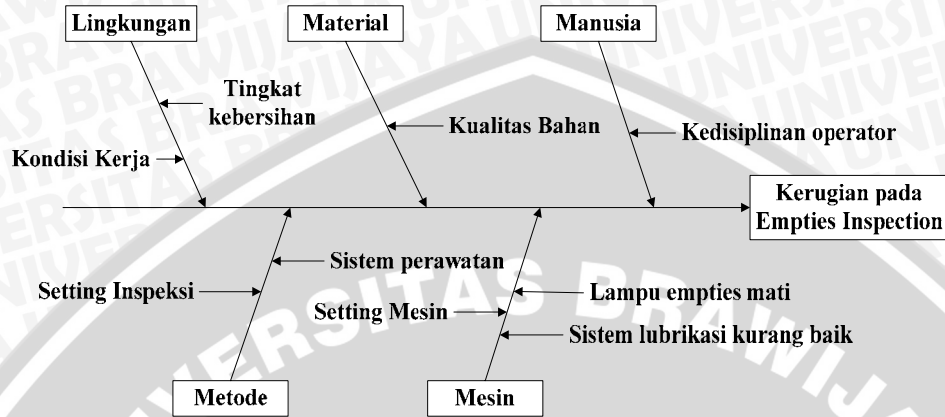 Lingkungan
Material
Manusia
Tingkat
kebersihan
Kualitas Bahan
Kedisiplinan operator
Kondisi Kerja
Kerugian pada
Empties Inspection
Sistem perawatan
Setting Inspeksi
Lampu empties mati
Setting Mesin
Sistem lubrikasi kurang baik
Metode
Mesin